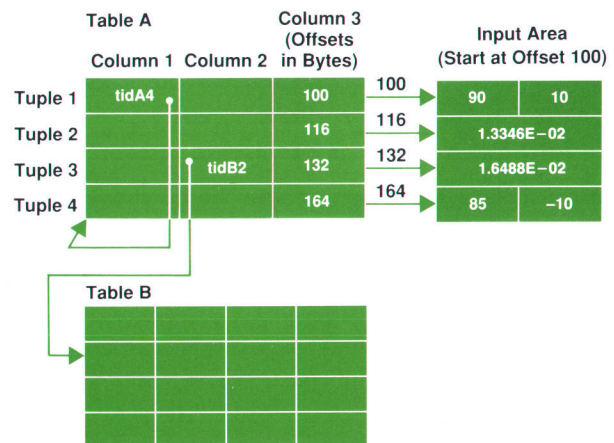 Table A
Column 1 Column 2 Column 3
(Offsets
in Bytes)
Input Area
(Start at Offset 100)
Tuple 1 tidA4 100 100 90 10
Tuple 2 116 116 1.3346E–02
Tuple 3 tidB2 132 132 1.6488E–02
Tuple 4 164 164 85 –10
Table B